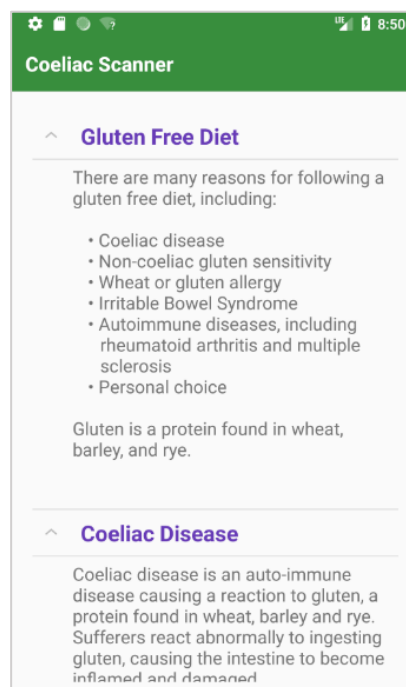 LTE 8:50
Coeliac Scanner
Gluten Free Diet
There are many reasons for following a
gluten free diet, including:
• Coeliac disease
• Non-coeliac gluten sensitivity
• Wheat or gluten allergy
• Irritable Bowel Syndrome
• Autoimmune diseases, including
rheumatoid arthritis and multiple
sclerosis
• Personal choice
Gluten is a protein found in wheat,
barley, and rye.
Coeliac Disease
Coeliac disease is an auto-immune
disease causing a reaction to gluten, a
protein found in wheat, barley and rye.
Sufferers react abnormally to ingesting
gluten, causing the intestine to become
inflamed and damaged